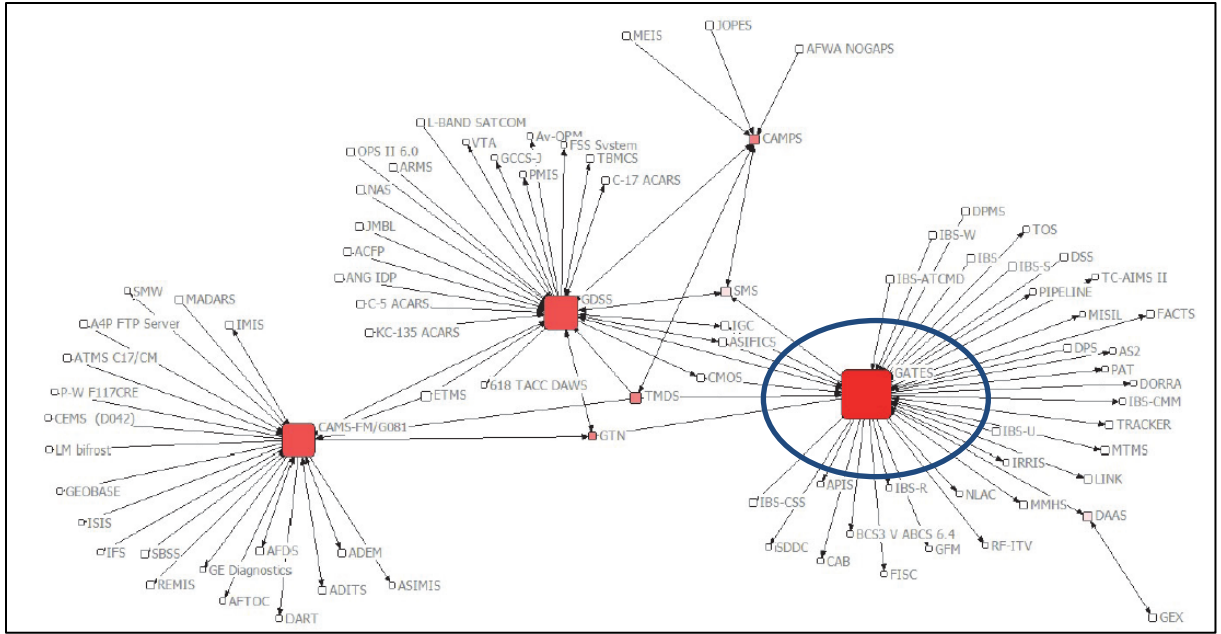 JOPES
MEIS
AFWA NOGAPS
CAMPS
L-BAND SATCOM
Av-OPM
VTA
FSS System
OPS II 6.0
GCCS-J
TBMCS
ARMS
PMIS
C-17 ACARS
NAS
DPMS
JMBL
IBS-W
TOS
ACFP
IBS
DSS
IBS-S
ANG IDP
IBS-ATCMD
TC-AIMS II
SMW
SMS
PIPELINE
MADARS
GDSS
C-5 ACARS
MISIL
FACTS
A4P FTP Server
IMIS
IGC
KC-135 ACARS
ASIFICS
DPS
AS2
ATMS C17/CM
GATES
PAT
CMOS
618 TACC DAWS
DORRA
P-W F117CRE
ETMS
TMDS
IBS-CMM
CEMS (D042)
CAMS-FM/G081
TRACKER
GTN
IBS-U
LM bifrost
MTMS
IRRIS
LINK
GEOBASE
APIS
IBS-R
NLAC
IBS-CSS
MMHS
ISIS
DAAS
BCS3 V ABCS 6.4
IFS
SBSS
AFDS
ADEM
SDDC
GFM
RF-ITV
CAB
GE Diagnostics
FISC
REMIS
ADITS
ASIMIS
AFTOC
DART
GEX